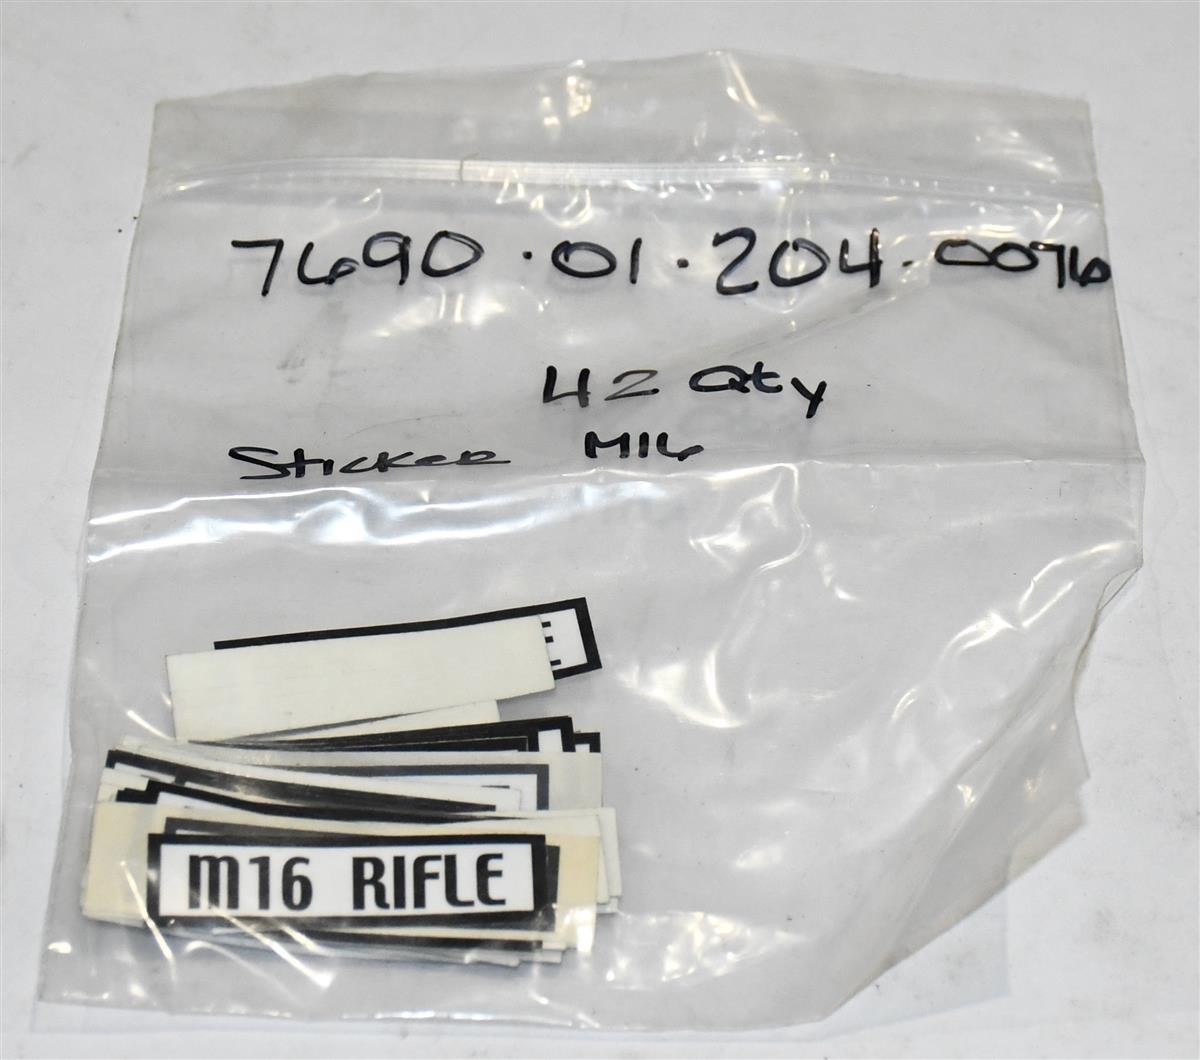 7690·01·204·0076
42 Qty
Sticker M16
M16 RIFLE